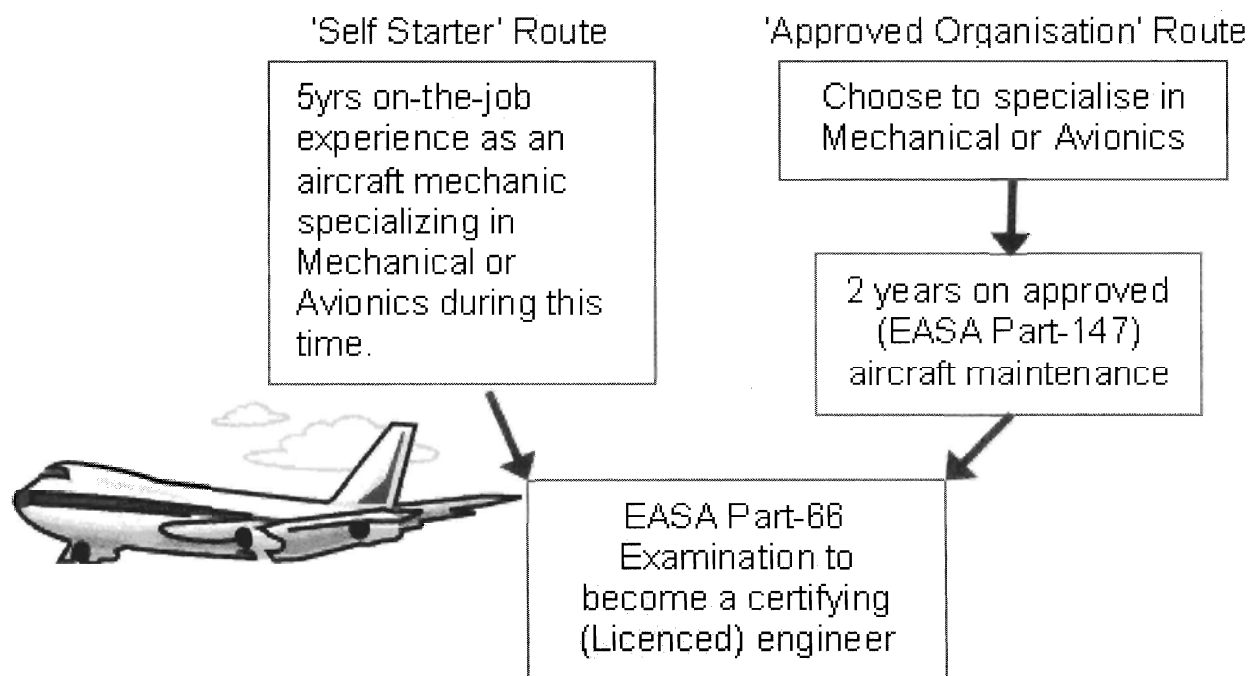 'Self Starter' Route
5yrs on-the-job
experience as an
aircraft mechanic
specializing in
Mechanical or
Avionics during this
time.
'Approved Organisation' Route
Choose to specialise in
Mechanical or Avionics
2 years on approved
(EASA Part-147)
aircraft maintenance
EASA Part-66
Examination to
become a certifying
(Licenced) engineer